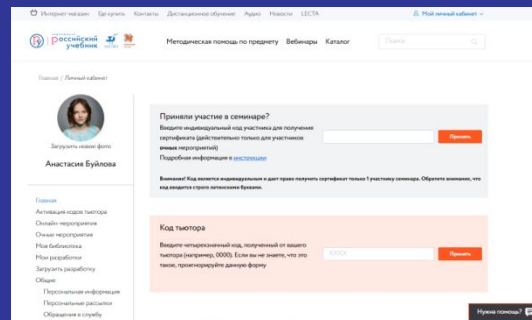 Интернет-магазин Где купить Контакты Дистанционное обучение Аудио Новости LECTA Мой личный кабинет
российский учебник
Методическая помощь по предмету Вебинары Каталог Поиск
Главная / Личный кабинет
Загрузить новое фото
Анастасия Буйлова
Главная
Активация кодов тьютора
Онлайн-мероприятия
Очные мероприятия
Моя библиотека
Мои разработки
Загрузить разработку
Общие
Персональная информация
Персональные рассылки
Обращения в службу
Приняли участие в семинаре?
Введите индивидуальный код участника для получения
сертификата (действительно только для участников
очных мероприятий)
Подробная информация в инструкции
Принять
Внимание! Код является индивидуальным и дает право получить сертификат только 1 участнику семинара. Обратите внимание, что
код вводится строго латинскими буквами.
Код тьютора
Введите четырехзначный код, полученный от вашего
тьютора (например, 0000). Если вы не знаете, что это
такое, проигнорируйте данную форму
XXXX
Принять
Нужна помощь?